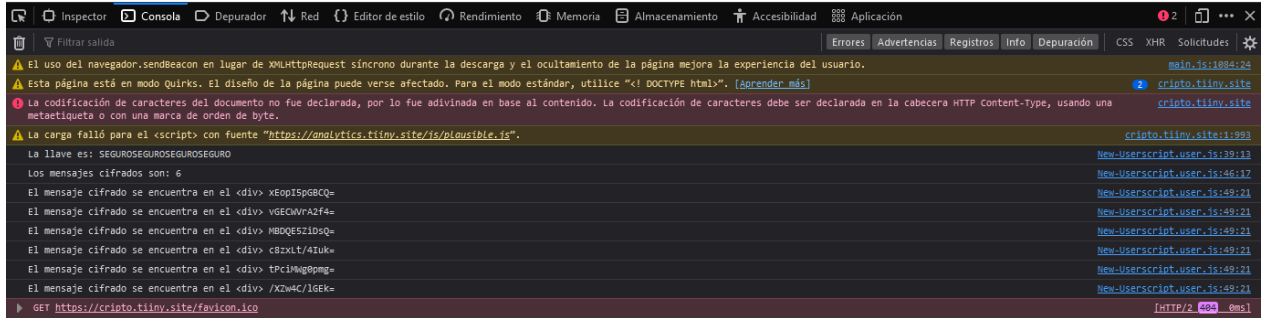 Inspector Consola Depurador Red Editor de estilo Rendimiento Memoria Almacenamiento Accesibilidad Aplicación 2
Filtrar salida Errores Advertencias Registros Info Depuración CSS XHR Solicitudes
El uso del navegador.sendBeacon en lugar de XMLHttpRequest síncrono durante la descarga y el ocultamiento de la página mejora la experiencia del usuario. main.js:1084:24
Esta página está en modo Quirks. El diseño de la página puede verse afectado. Para el modo estándar, utilice "<! DOCTYPE html>". [Aprender más] 2 cripto.tiiny.site
La codificación de caracteres del documento no fue declarada, por lo fue adivinada en base al contenido. La codificación de caracteres debe ser declarada en la cabecera HTTP Content-Type, usando una cripto.tiiny.site
metaetiqueta o con una marca de orden de byte.
La carga falló para el <script> con fuente "https://analytics.tiiny.site/js/plausible.js". cripto.tiiny.site:1:993
La llave es: SEGUROSEGUROSEGUROSEGURO New-Userscript.user.js:39:13
Los mensajes cifrados son: 6 New-Userscript.user.js:46:17
El mensaje cifrado se encuentra en el <div> xEopI5pGBCQ= New-Userscript.user.js:49:21
El mensaje cifrado se encuentra en el <div> vGECWVrA2f4= New-Userscript.user.js:49:21
El mensaje cifrado se encuentra en el <div> MBDQE5ZiDsQ= New-Userscript.user.js:49:21
El mensaje cifrado se encuentra en el <div> c8zxLt/4Iuk= New-Userscript.user.js:49:21
El mensaje cifrado se encuentra en el <div> tPciMWg0pmg= New-Userscript.user.js:49:21
El mensaje cifrado se encuentra en el <div> /XZw4C/lGEk= New-Userscript.user.js:49:21
GET https://cripto.tiiny.site/favicon.ico [HTTP/2 404 0ms]